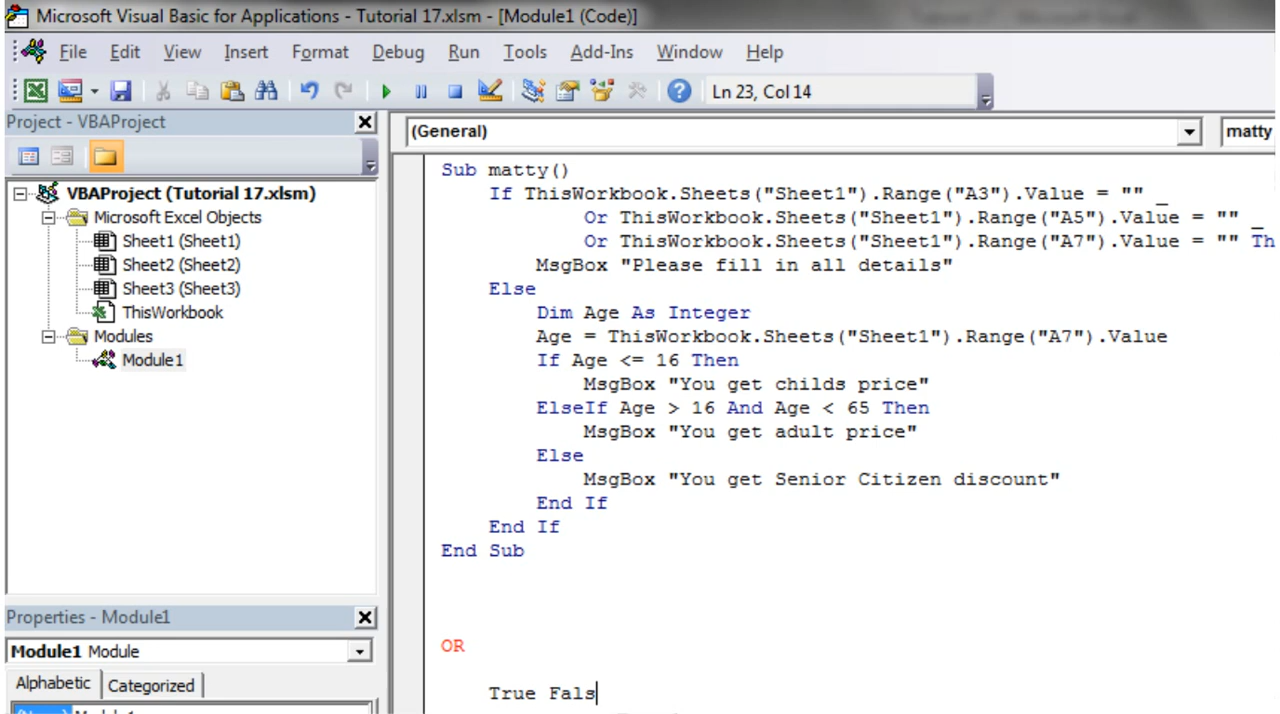 Microsoft Visual Basic for Applications - Tutorial 17.xlsm - [Module1 (Code)]
File Edit View Insert Format Debug Run Tools Add-Ins Window Help
Ln 23, Col 14
Project - VBAProject
VBAProject (Tutorial 17.xlsm)
Microsoft Excel Objects
Sheet1 (Sheet1)
Sheet2 (Sheet2)
Sheet3 (Sheet3)
ThisWorkbook
Modules
Module1
Properties - Module1
Module1 Module
Alphabetic Categorized
(General) matty
Sub matty()
If ThisWorkbook.Sheets("Sheet1").Range("A3").Value = "" _
Or ThisWorkbook.Sheets("Sheet1").Range("A5").Value = "" _
Or ThisWorkbook.Sheets("Sheet1").Range("A7").Value = "" Th
MsgBox "Please fill in all details"
Else
Dim Age As Integer
Age = ThisWorkbook.Sheets("Sheet1").Range("A7").Value
If Age <= 16 Then
MsgBox "You get childs price"
ElseIf Age > 16 And Age < 65 Then
MsgBox "You get adult price"
Else
MsgBox "You get Senior Citizen discount"
End If
End If
End Sub
OR
True Fals